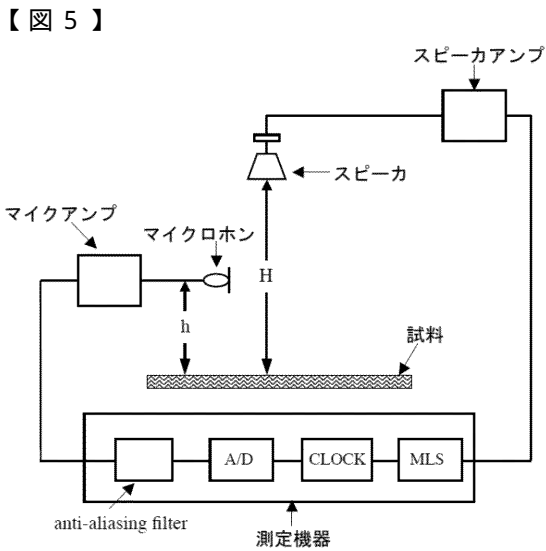 【図５】
スピーカアンプ
スピーカ
マイクアンプ
マイクロホン
H
h
試料
A/D
CLOCK
MLS
anti-aliasing filter
測定機器